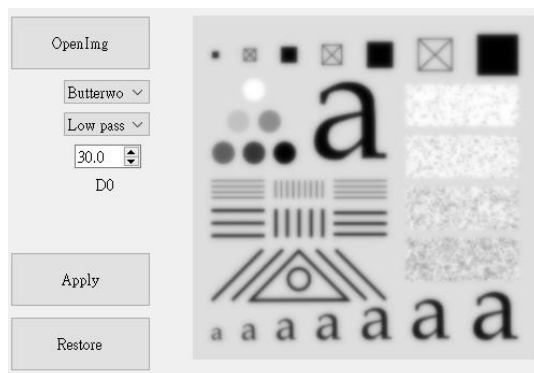 OpenImg
Butterwo
Low pass
30.0
D0
Apply
Restore
a
a a a a a a a